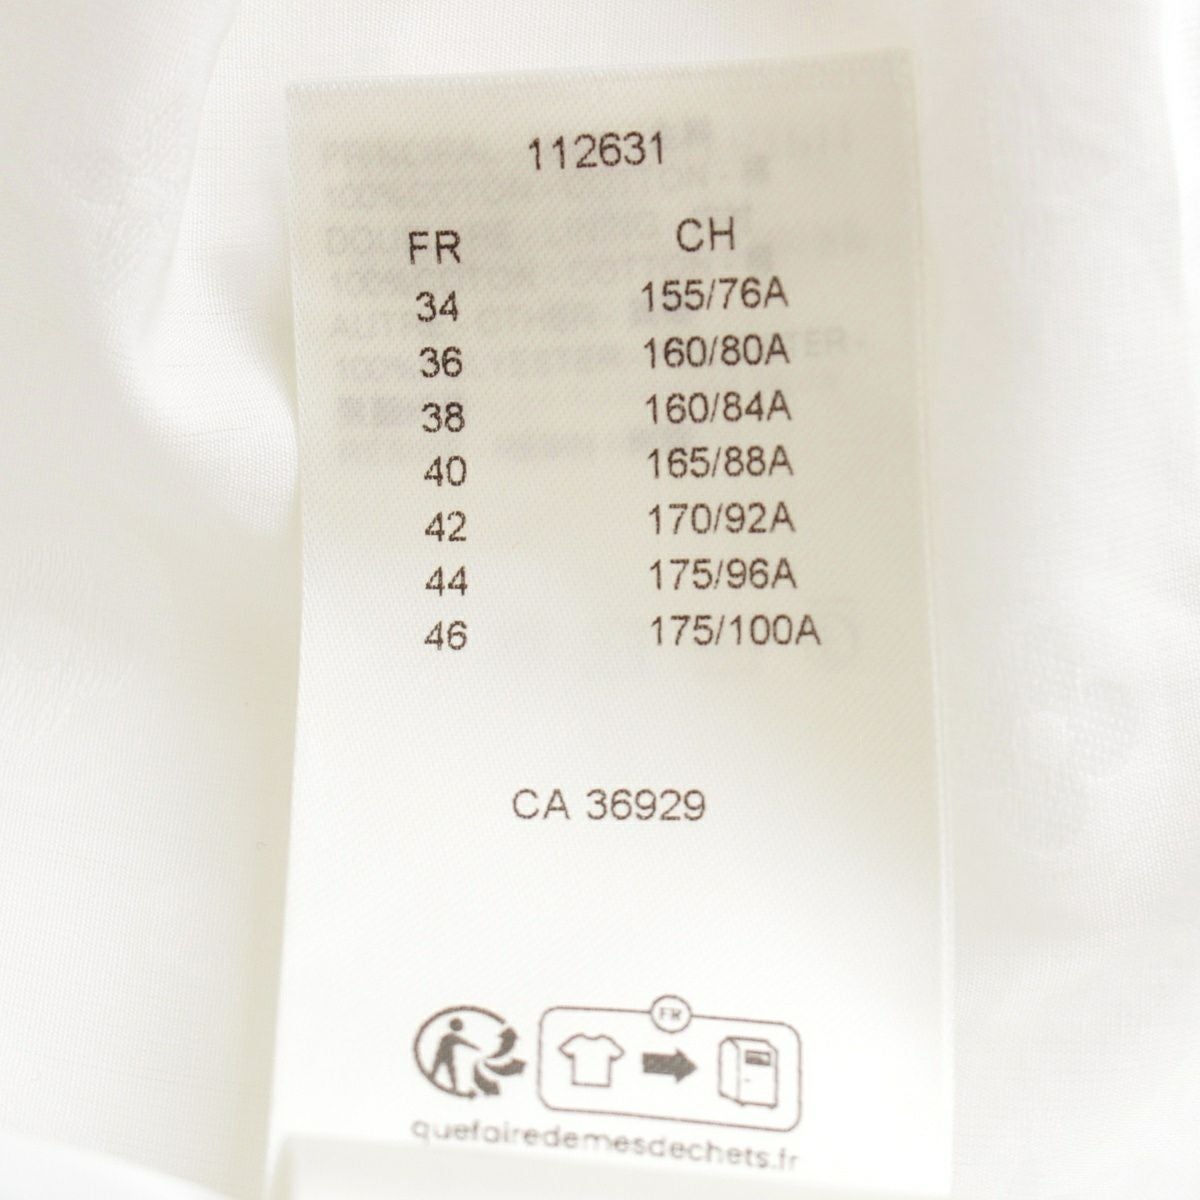 112631
FR CH
34 155/76A
36 160/80A
38 160/84A
40 165/88A
42 170/92A
44 175/96A
46 175/100A
CA 36929
FR
quefairedemesdechets.fr